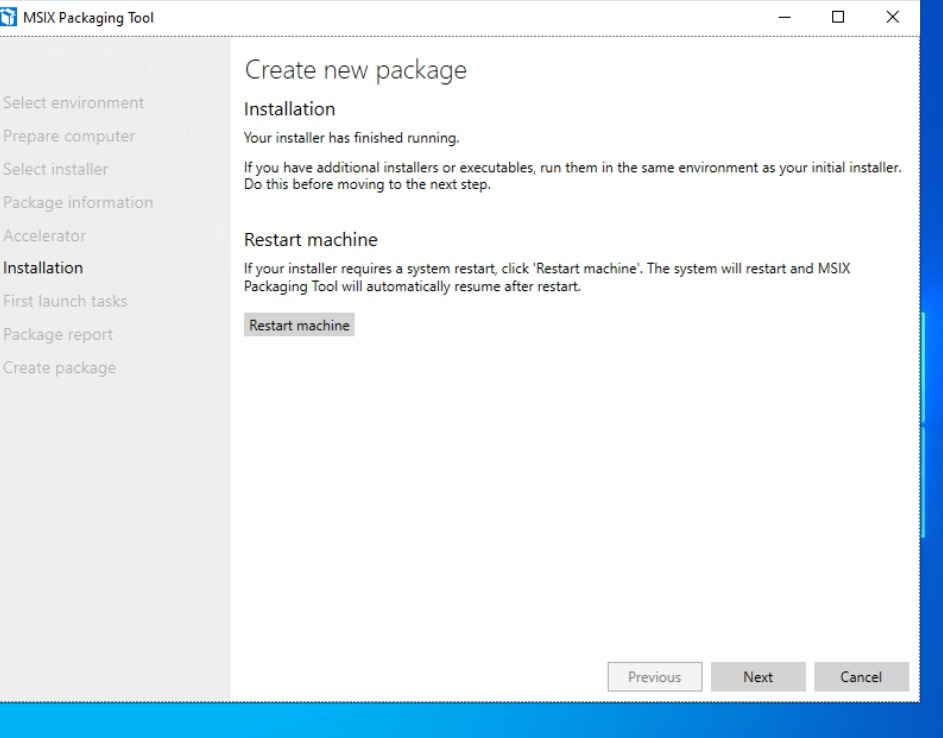 MSIX Packaging Tool
Select environment
Prepare computer
Select installer
Package information
Accelerator
Installation
First launch tasks
Package report
Create package
Create new package
Installation
Your installer has finished running.
If you have additional installers or executables, run them in the same environment as your initial installer.
Do this before moving to the next step.
Restart machine
If your installer requires a system restart, click 'Restart machine'. The system will restart and MSIX
Packaging Tool will automatically resume after restart.
Restart machine
Previous
Next
Cancel